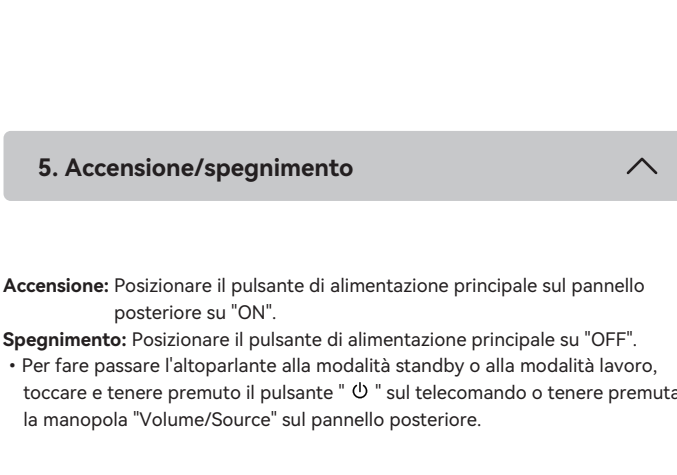 5. Accensione/spegnimento
Accensione: Posizionare il pulsante di alimentazione principale sul pannello
posteriore su "ON".
Spegnimento: Posizionare il pulsante di alimentazione principale su "OFF".
• Per fare passare l'altoparlante alla modalità standby o alla modalità lavoro,
toccare e tenere premuto il pulsante " ⏻ " sul telecomando o tenere premuta
la manopola "Volume/Source" sul pannello posteriore.